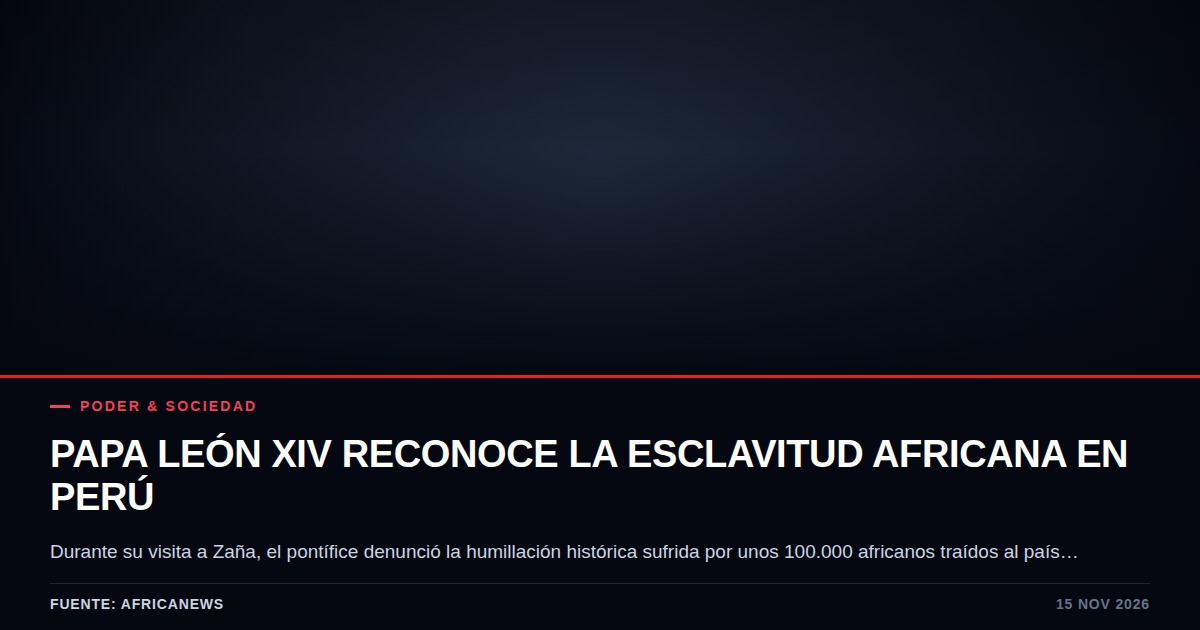 PODER & SOCIEDAD
PAPA LEÓN XIV RECONOCE LA ESCLAVITUD AFRICANA EN
PERÚ
Durante su visita a Zaña, el pontífice denunció la humillación histórica sufrida por unos 100.000 africanos traídos al país…
FUENTE: AFRICANEWS
15 NOV 2026